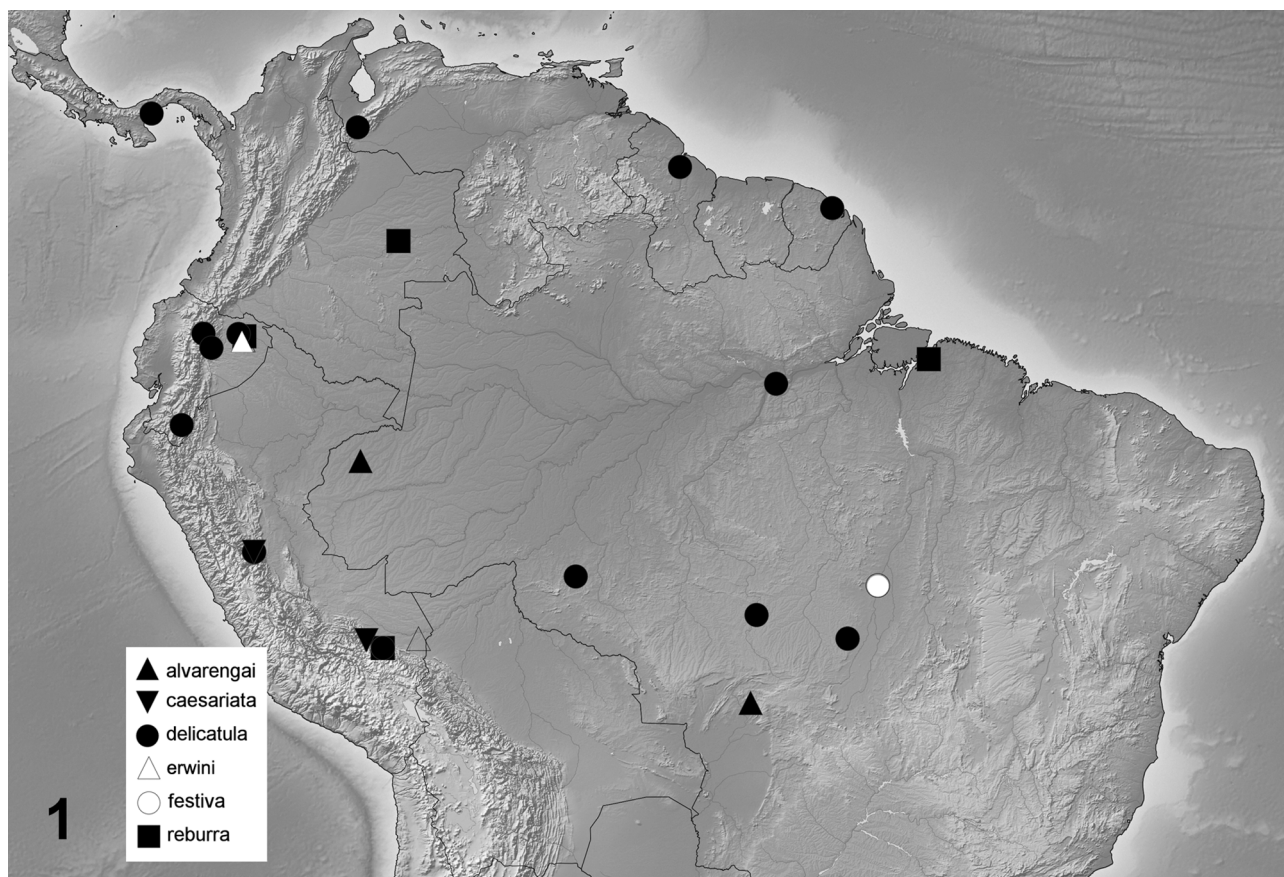 alvarengai
caesariata
delicatula
erwini
festiva
reburra
1